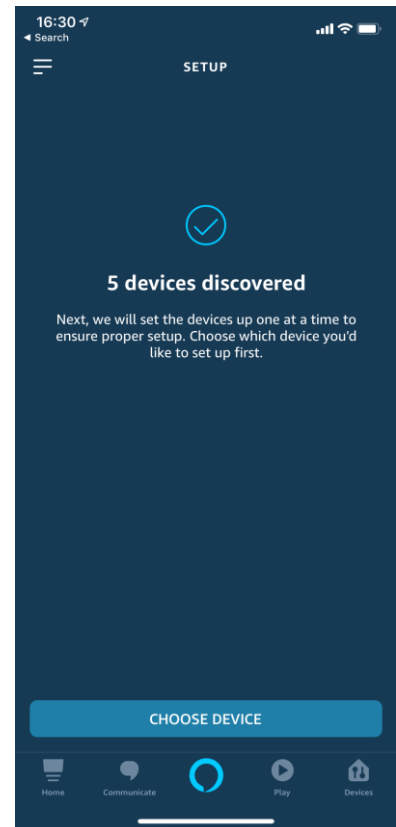 16:30
Search
SETUP
5 devices discovered
Next, we will set the devices up one at a time to
ensure proper setup. Choose which device you'd
like to set up first.
CHOOSE DEVICE
Home
Communicate
Play
Devices